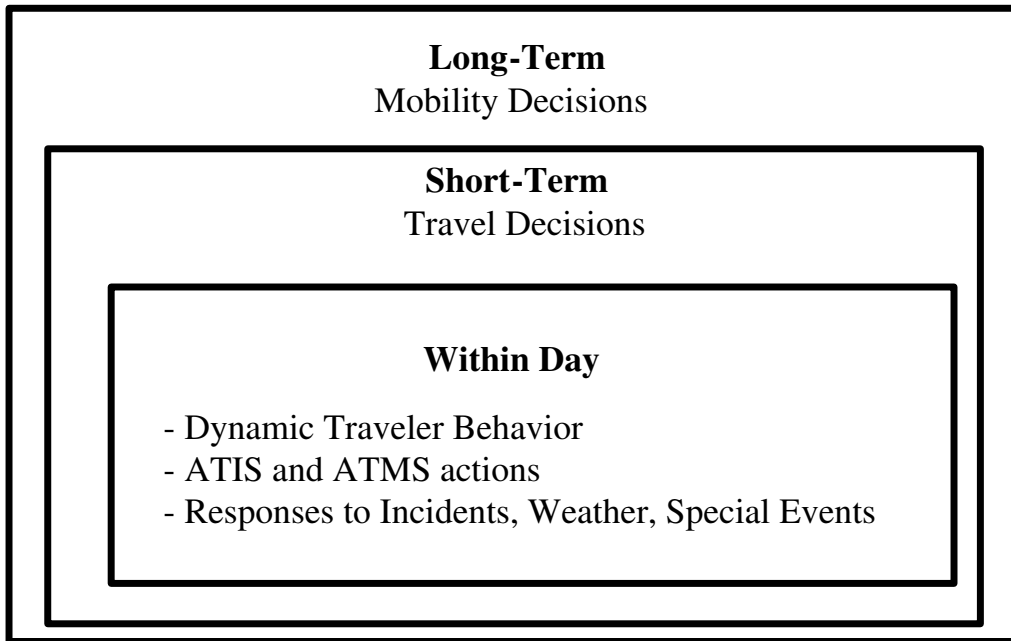 Long-Term
Mobility Decisions
Short-Term
Travel Decisions
Within Day
- Dynamic Traveler Behavior
- ATIS and ATMS actions
- Responses to Incidents, Weather, Special Events